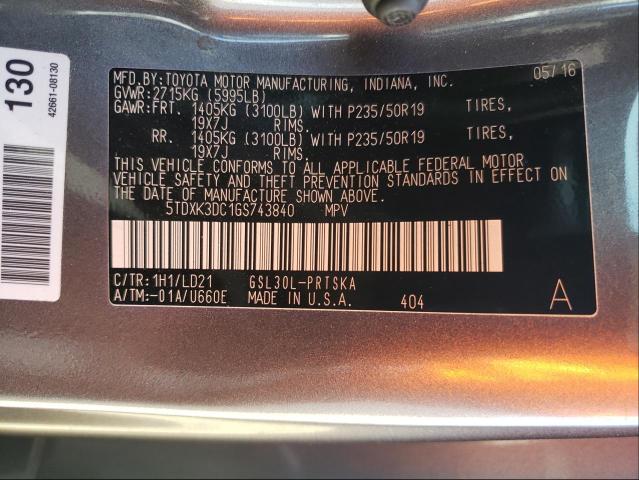 130
42661-08130
MFD.BY:TOYOTA MOTOR MANUFACTURING, INDIANA, INC. 05/16
GVWR:2715KG (5995LB)
GAWR:FRT. 1405KG (3100LB) WITH P235/50R19 TIRES,
19X7J RIMS.
RR. 1405KG (3100LB) WITH P235/50R19 TIRES,
19X7J RIMS.
THIS VEHICLE CONFORMS TO ALL APPLICABLE FEDERAL MOTOR
VEHICLE SAFETY AND THEFT PREVENTION STANDARDS IN EFFECT ON
THE DATE OF MANUFACTURE SHOWN ABOVE.
5TDXK3DC1GS743840 MPV
C/TR:1H1/LD21 GSL30L-PRTSKA
A/TM:-01A/U660E MADE IN U.S.A. 404 A